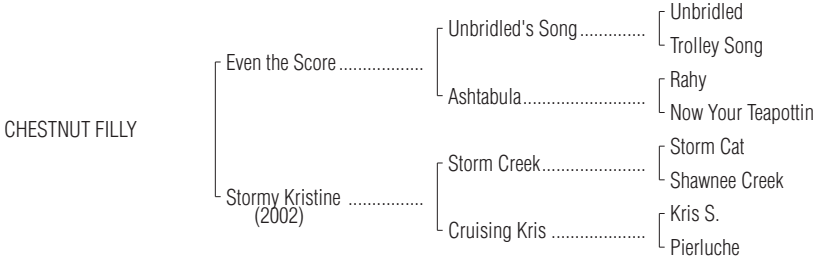 Unbridled
Unbridled's Song..............
Trolley Song
Even the Score..................
Rahy
Ashtabula..........................
Now Your Teapottin
CHESTNUT FILLY
Storm Cat
Storm Creek......................
Shawnee Creek
Stormy Kristine ................
(2002)
Kris S.
Cruising Kris ....................
Pierluche